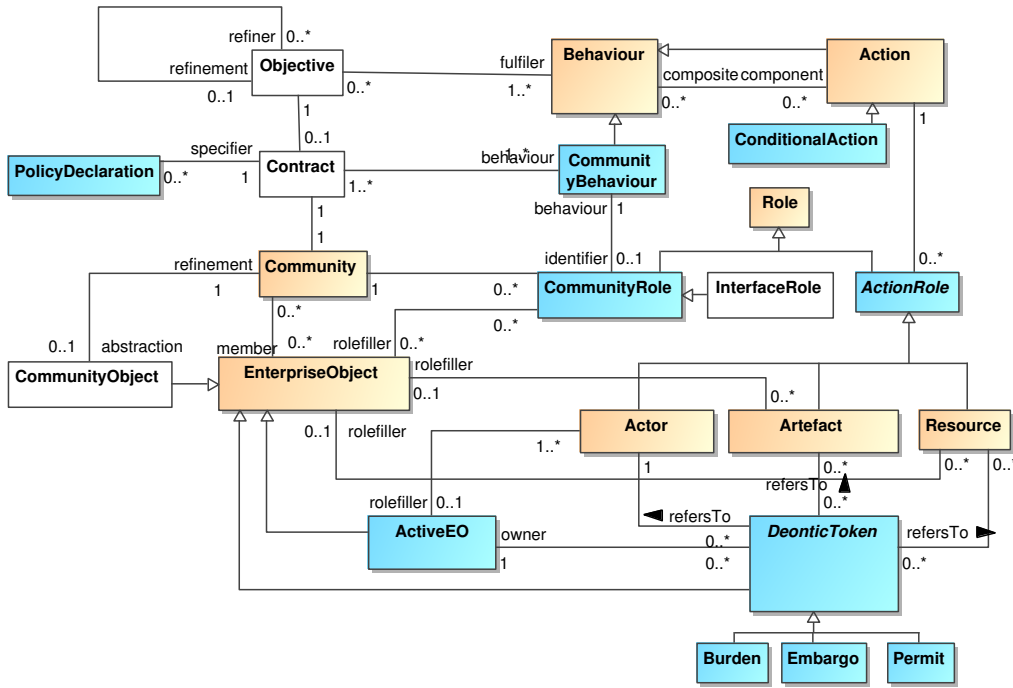 refiner
0..*
Objective
refinement
0..1
0..*
1
0..1
fulfiler
1..*
Behaviour
composite
component
0..*
0..*
Action
1
ConditionalAction
PolicyDeclaration
specifier
0..*
1
Contract
1..*
behaviour
1..*
Communit
yBehaviour
behaviour
1
Role
1
1
refinement
1
Community
1
identifier
0..1
0..*
CommunityRole
0..*
InterfaceRole
0..*
ActionRole
0..1
abstraction
CommunityObject
0..*
member
0..*
rolefiller
0..*
EnterpriseObject
rolefiller
0..1
0..*
0..1
rolefiller
1..*
Actor
1
Artefact
0..*
Resource
0..*
0..*
rolefiller
0..1
ActiveEO
owner
1
refersTo
refersTo
0..*
0..*
0..*
DeonticToken
refersTo
0..*
Burden
Embargo
Permit